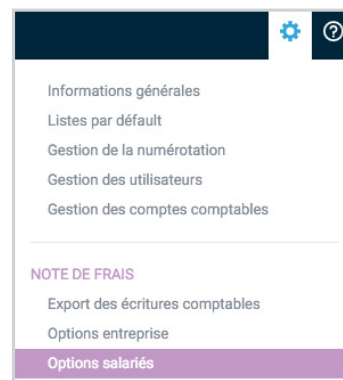 Informations générales
Listes par défault
Gestion de la numérotation
Gestion des utilisateurs
Gestion des comptes comptables
NOTE DE FRAIS
Export des écritures comptables
Options entreprise
Options salariés